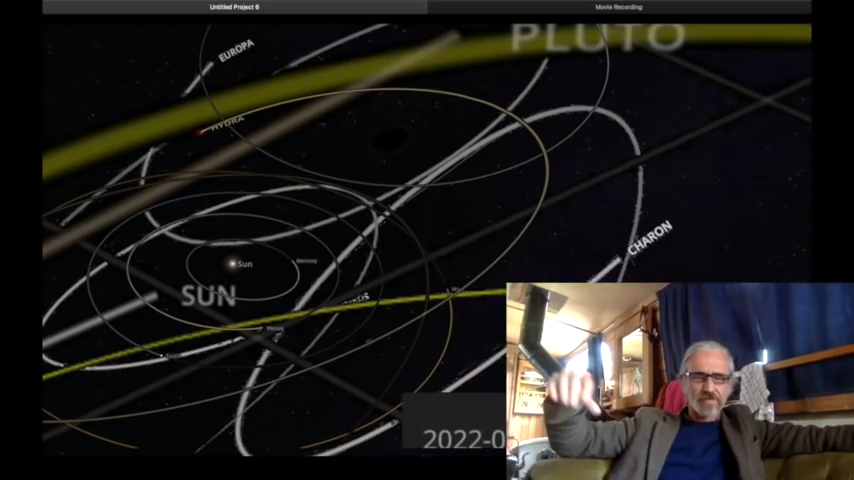 Untitled Project 6
Movie Recording
PLUTO
EUROPA
HYDRA
CHARON
Sun
Mercury
SUN
Venus
2022-0